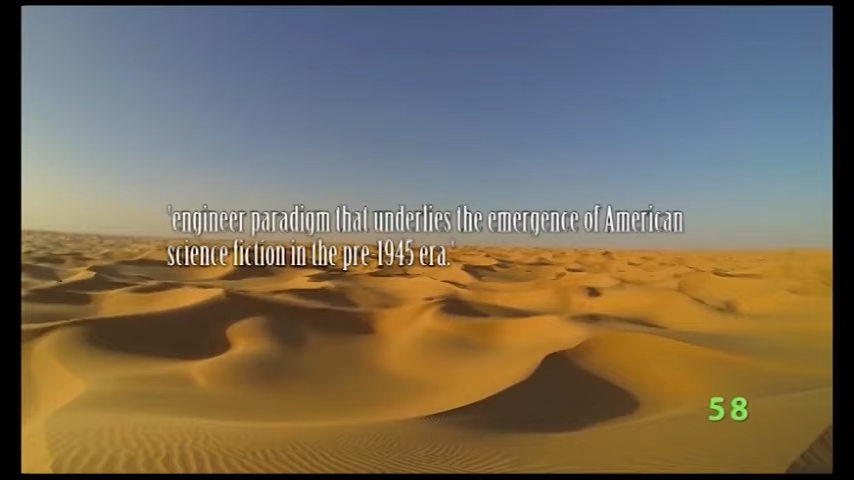 'engineer paradigm that underlies the emergence of American
science fiction in the pre-1945 era.'
58